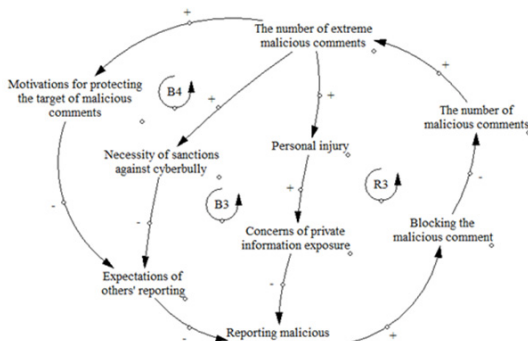 +
The number of extreme
malicious comments
Motivations for protecting
the target of malicious
comments
B4
+
+
+
The number of
malicious comments
Necessity of sanctions
against cyberbully
Personal injury
+
R3
-
-
-
B3
Concerns of private
information exposure
Blocking the
malicious comment
Expectations of
others' reporting
-
-
Reporting malicious
+